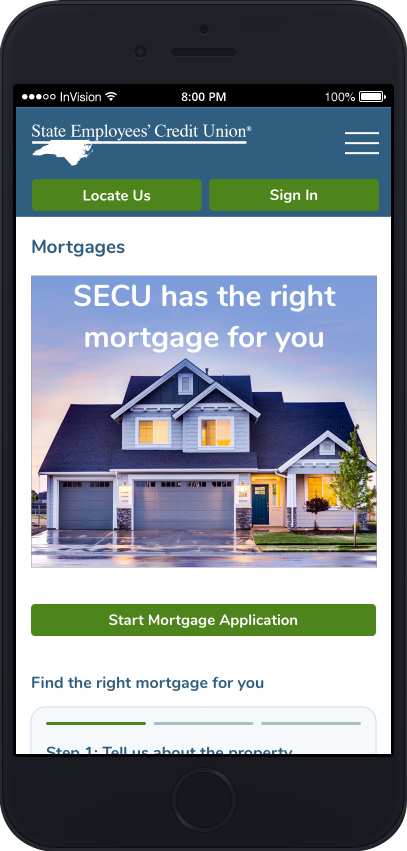 InVision
8:00 PM
100%
State Employees' Credit Union®
Locate Us
Sign In
Mortgages
SECU has the right
mortgage for you
Start Mortgage Application
Find the right mortgage for you
Step 1: Tell us about the property